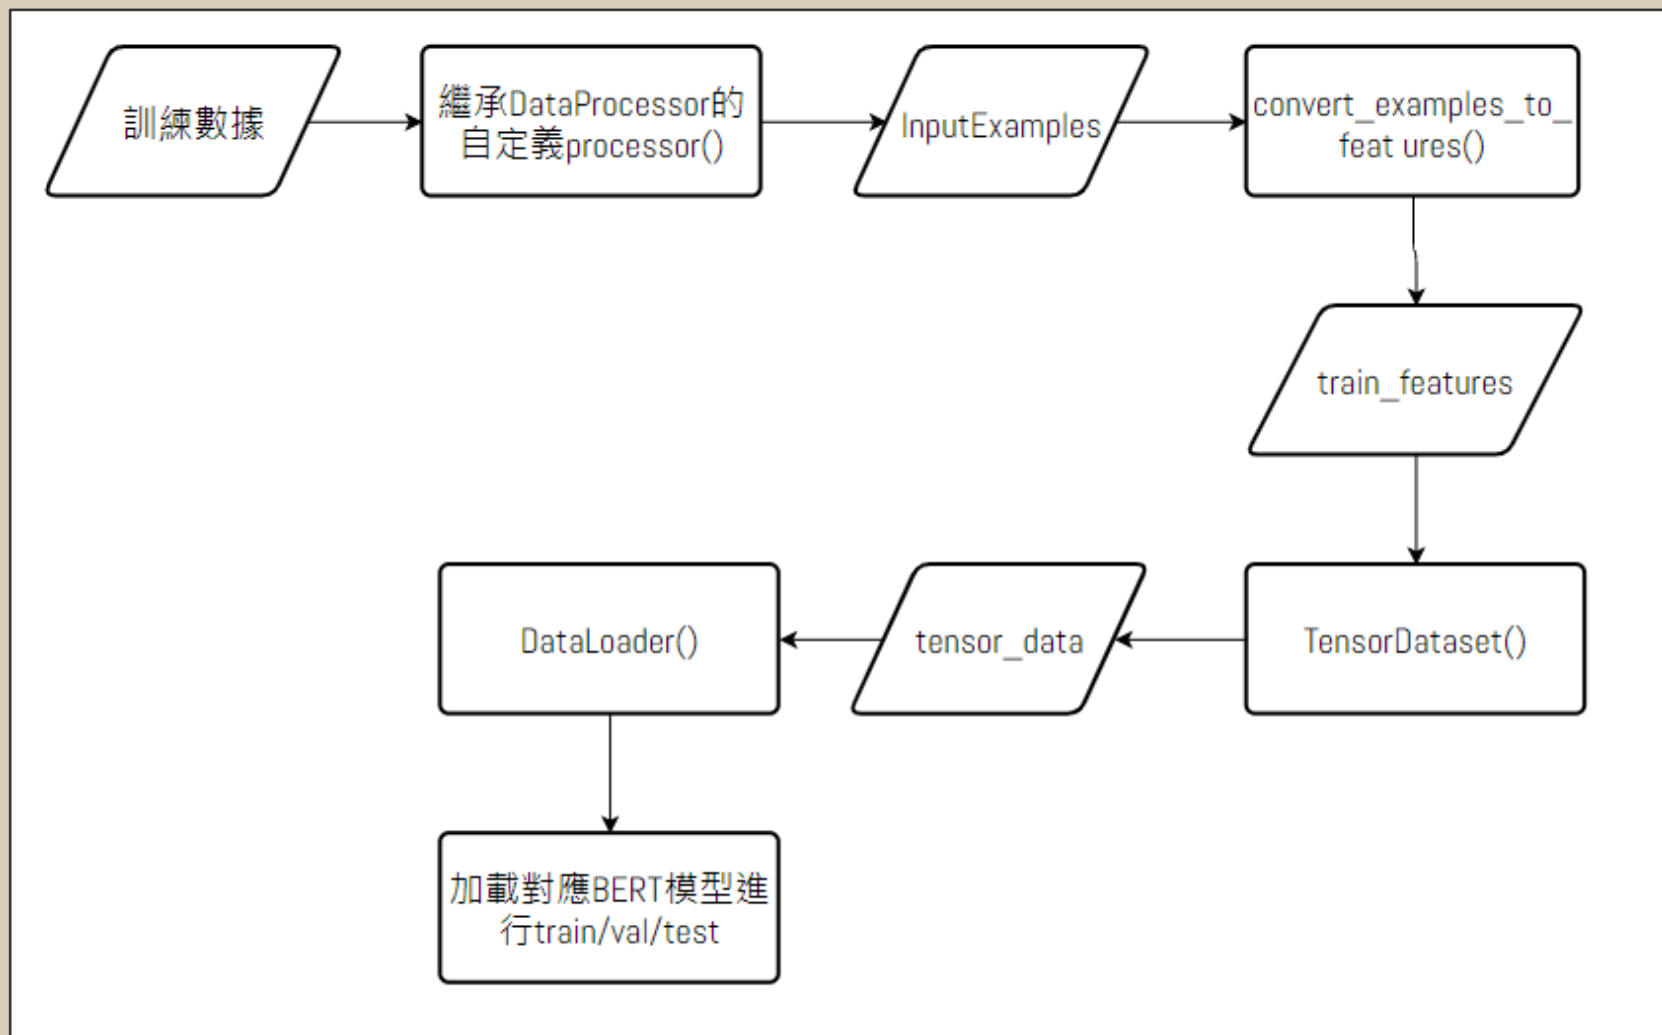 訓練數據
繼承DataProcessor的
自定義processor()
InputExamples
convert_examples_to_
feat ures()
train_features
TensorDataset()
tensor_data
DataLoader()
加載對應BERT模型進
行train/val/test